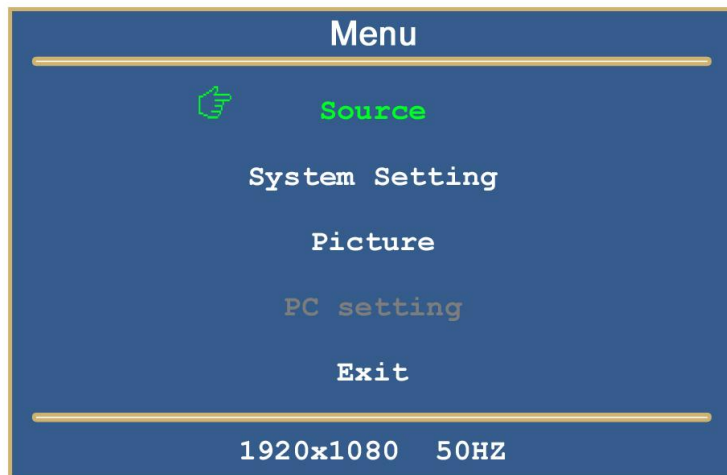 Menu
Source
System Setting
Picture
PC setting
Exit
1920x1080 50HZ